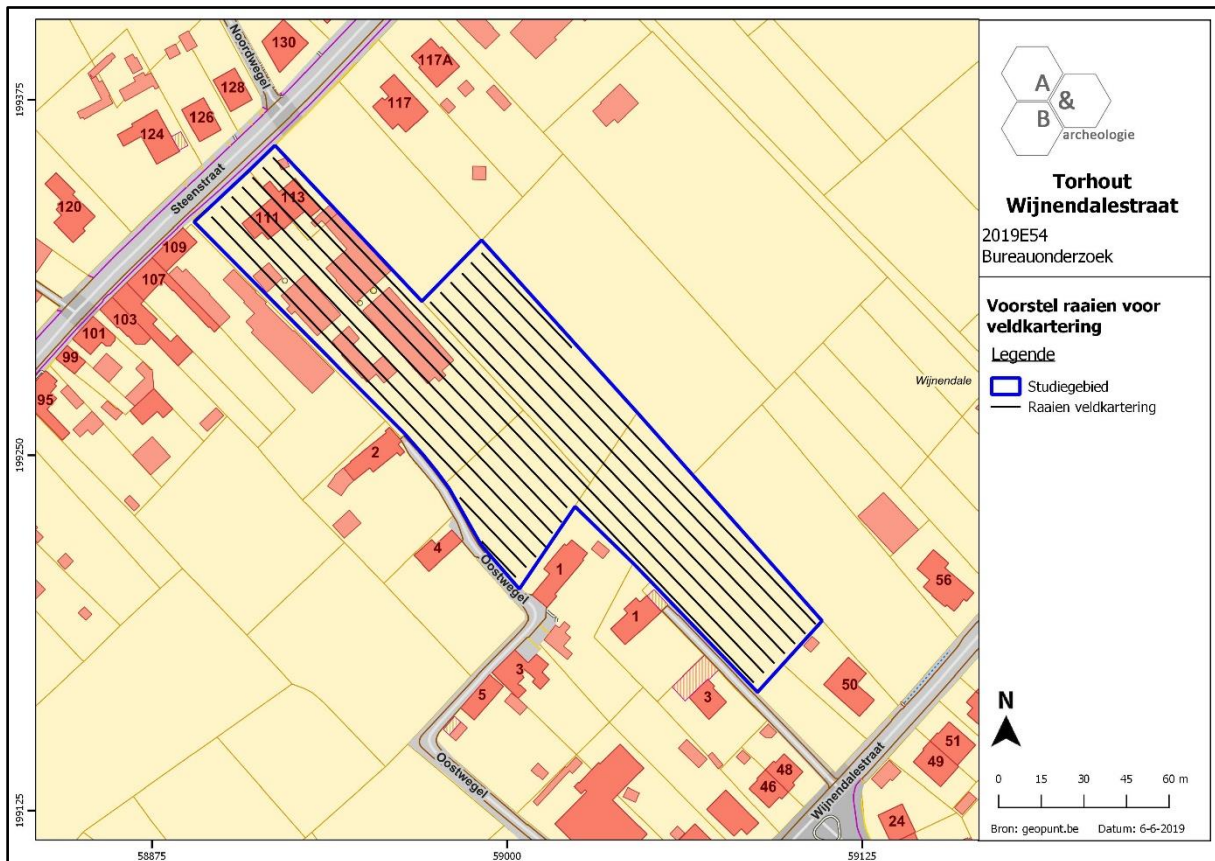 Noordwegel
130
117A
128
117
126
124
199375
Steenstraat
120
113
111
109
107
103
101
99
95
Wijnendale
199250
2
4
Oostwegel
1
1
56
3
5
3
50
Oostwegel
48
46
Wijnendalestraat
51
49
24
199125
58875
59000
59125
A
&
B
archeologie
Torhout
Wijnendalestraat
2019E54
Bureauonderzoek
Voorstel raaien voor
veldkartering
Legende
Studiegebied
Raaien veldkartering
N
0 15 30 45 60 m
Bron: geopunt.be Datum: 6-6-2019